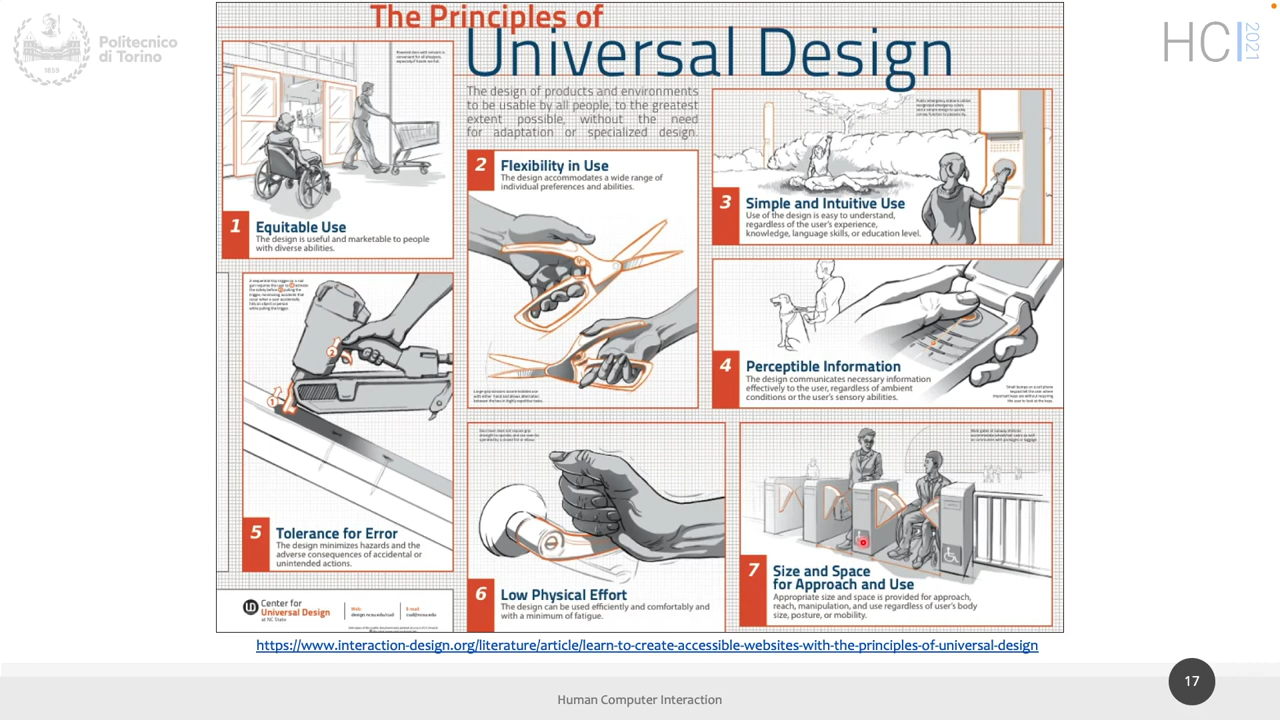 Politecnico
di Torino
1859
HCI
2021
The Principles of
Universal Design
The design of products and environments
to be usable by all people, to the greatest
extent possible, without the need
for adaptation or specialized design.
1
Equitable Use
The design is useful and marketable to people
with diverse abilities.
2
Flexibility in Use
The design accommodates a wide range of
individual preferences and abilities.
3
Simple and Intuitive Use
Use of the design is easy to understand,
regardless of the user's experience,
knowledge, language skills, or education level.
4
Perceptible Information
The design communicates necessary information
effectively to the user, regardless of ambient
conditions or the user's sensory abilities.
5
Tolerance for Error
The design minimizes hazards and the
adverse consequences of accidental or
unintended actions.
6
Low Physical Effort
The design can be used efficiently and comfortably and
with a minimum of fatigue.
7
Size and Space
for Approach and Use
Appropriate size and space is provided for approach,
reach, manipulation, and use regardless of user's body
size, posture, or mobility.
Center for
Universal Design
at NC State
Web:
design.ncsu.edu/cud
E-mail
cud@ncsu.edu
https://www.interaction-design.org/literature/article/learn-to-create-accessible-websites-with-the-principles-of-universal-design
Human Computer Interaction
17